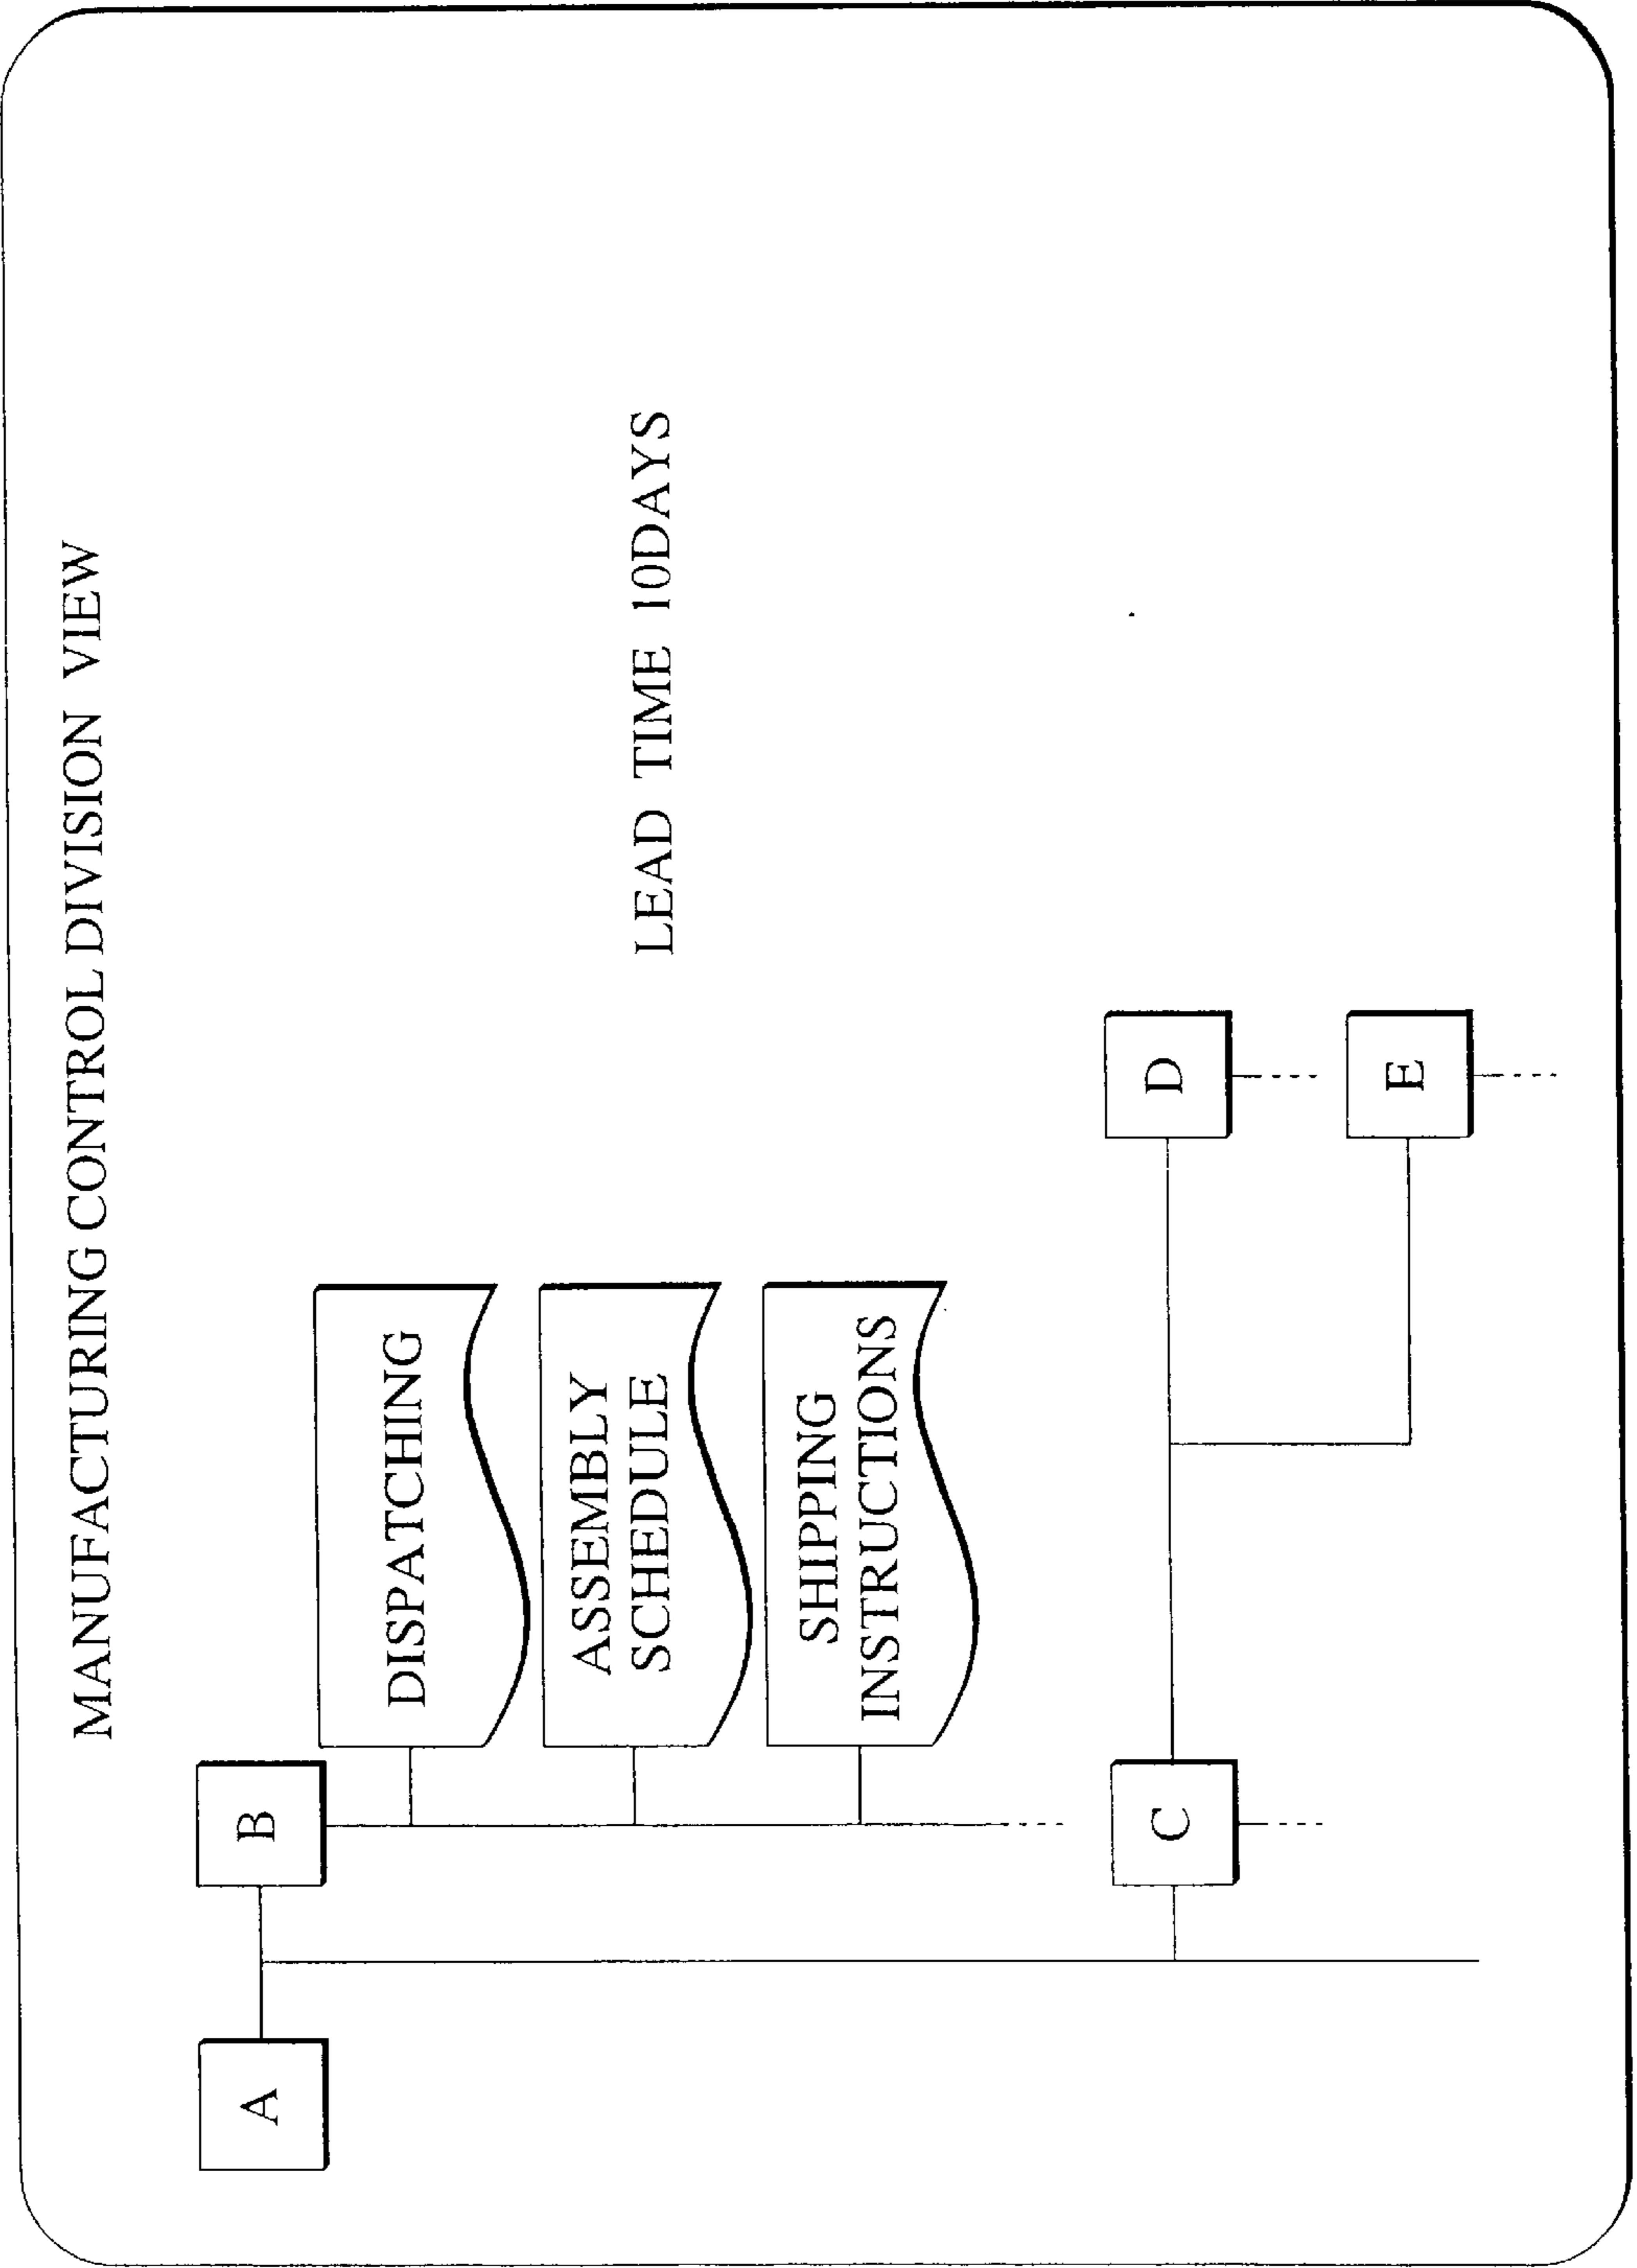 MANUFACTURING CONTROL DIVISION VIEW
A
B
DISPATCHING
ASSEMBLY
SCHEDULE
SHIPPING
INSTRUCTIONS
LEAD TIME 10DAYS
C
D
E